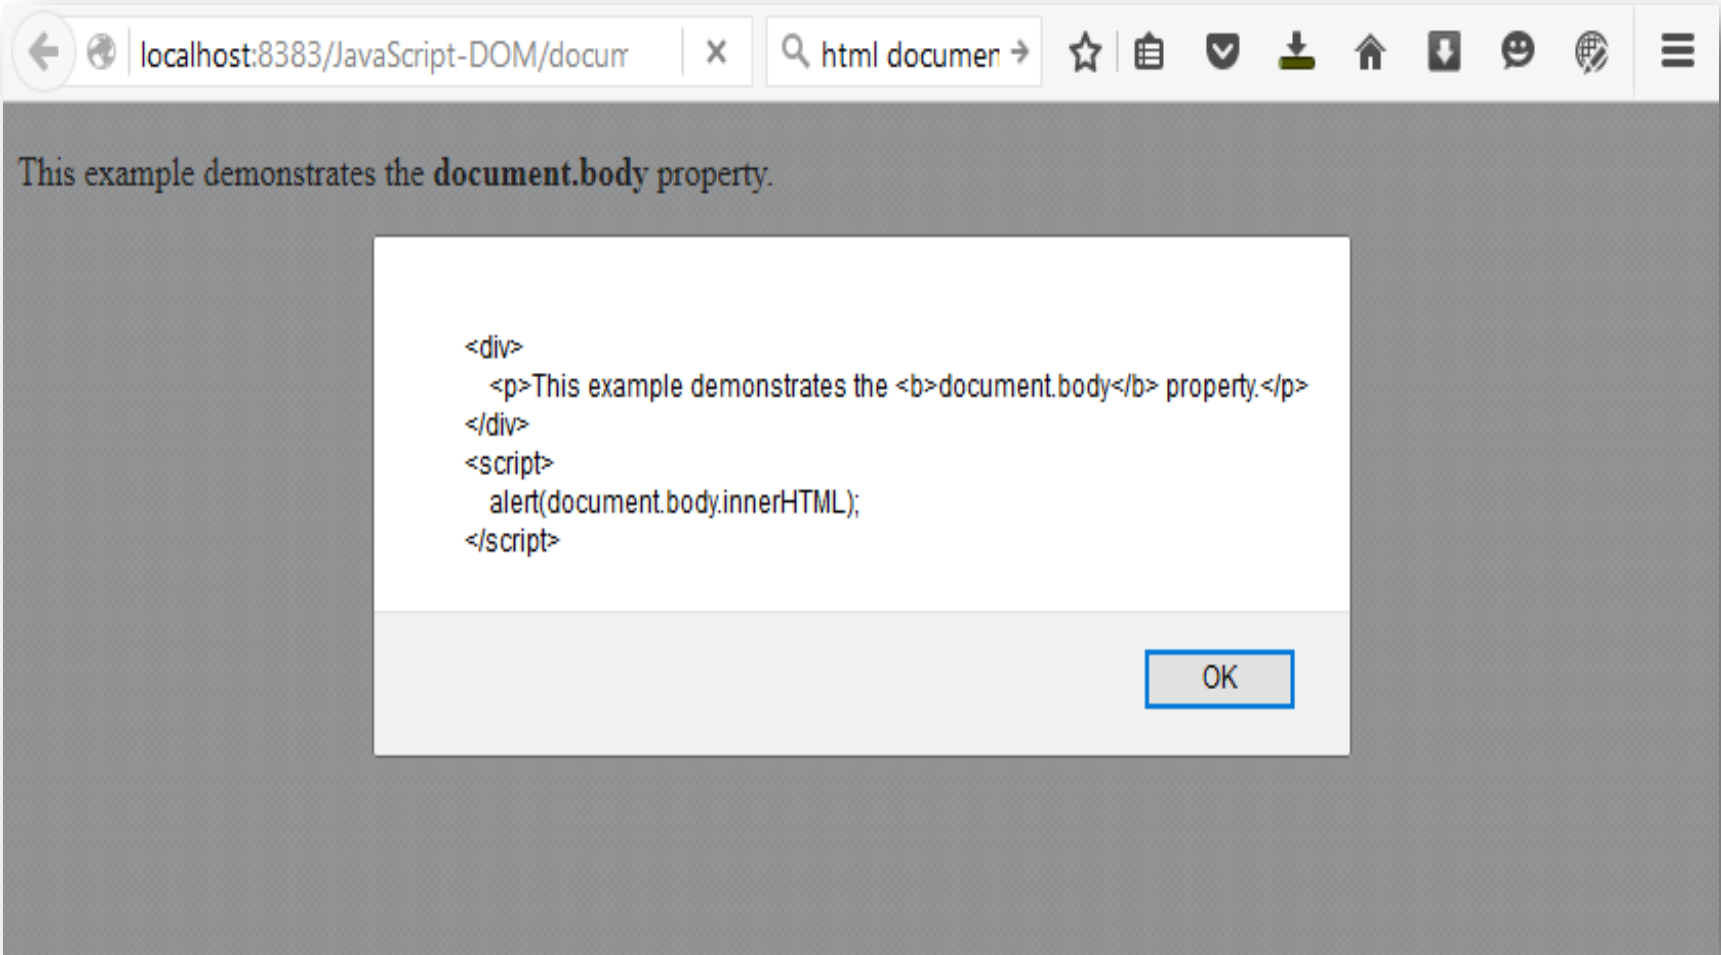 localhost:8383/JavaScript-DOM/docum
html documen
This example demonstrates the document.body property.
<div>
<p>This example demonstrates the <b>document.body</b> property.</p>
</div>
<script>
alert(document.body.innerHTML);
</script>
OK